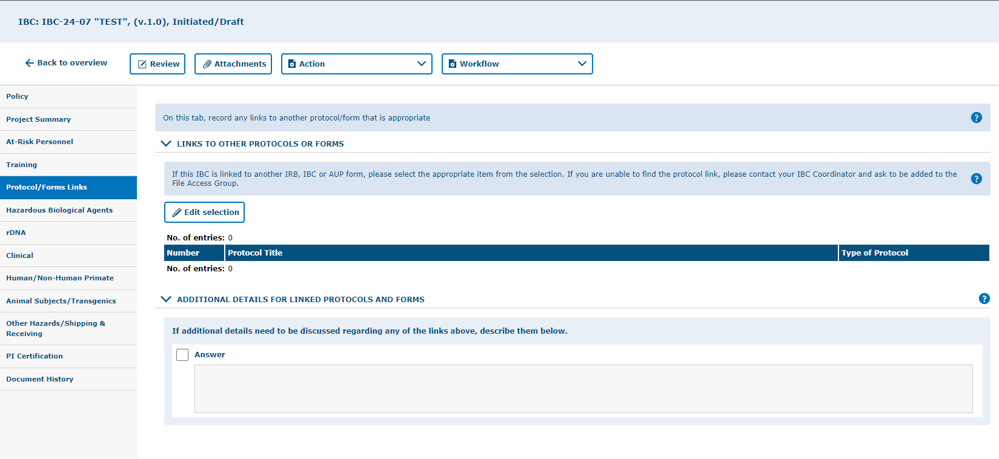 IBC: IBC-24-07 "TEST", (v.1.0), Initiated/Draft
Back to overview
Review
Attachments
Action
Workflow
Policy
Project Summary
At-Risk Personnel
Training
Protocol/Forms Links
Hazardous Biological Agents
rDNA
Clinical
Human/Non-Human Primate
Animal Subjects/Transgenics
Other Hazards/Shipping &
Receiving
PI Certification
Document History
On this tab, record any links to another protocol/form that is appropriate
?
LINKS TO OTHER PROTOCOLS OR FORMS
If this IBC is linked to another IRB, IBC or AUP form, please select the appropriate item from the selection. If you are unable to find the protocol link, please contact your IBC Coordinator and ask to be added to the
File Access Group.
?
Edit selection
No. of entries: 0
Number Protocol Title Type of Protocol
No. of entries: 0
ADDITIONAL DETAILS FOR LINKED PROTOCOLS AND FORMS
?
If additional details need to be discussed regarding any of the links above, describe them below.
Answer